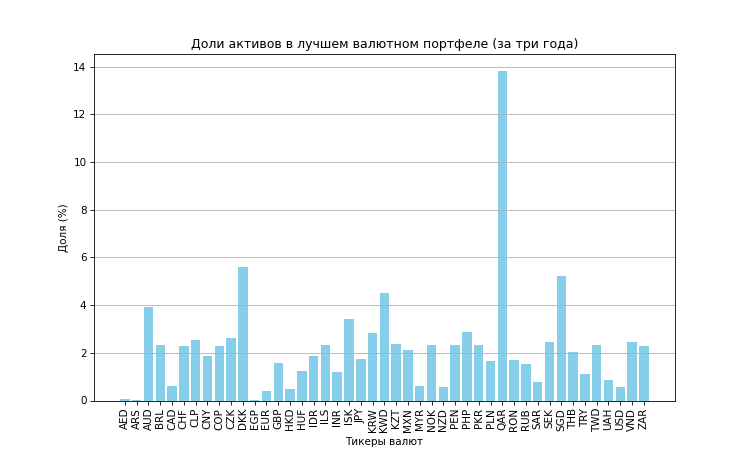 Доли активов в лучшем валютном портфеле (за три года)
Доля (%)
14
12
10
8
6
4
2
0
AED
ARS
AUD
BRL
CAD
CHF
CLP
CNY
COP
CZK
DKK
EGP
EUR
GBP
HKD
HUF
IDR
ILS
INR
ISK
JPY
KRW
KWD
KZT
MXN
MYR
NOK
NZD
PEN
PHP
PKR
PLN
QAR
RON
RUB
SAR
SEK
SGD
THB
TRY
TWD
UAH
USD
VND
ZAR
Тикеры валют